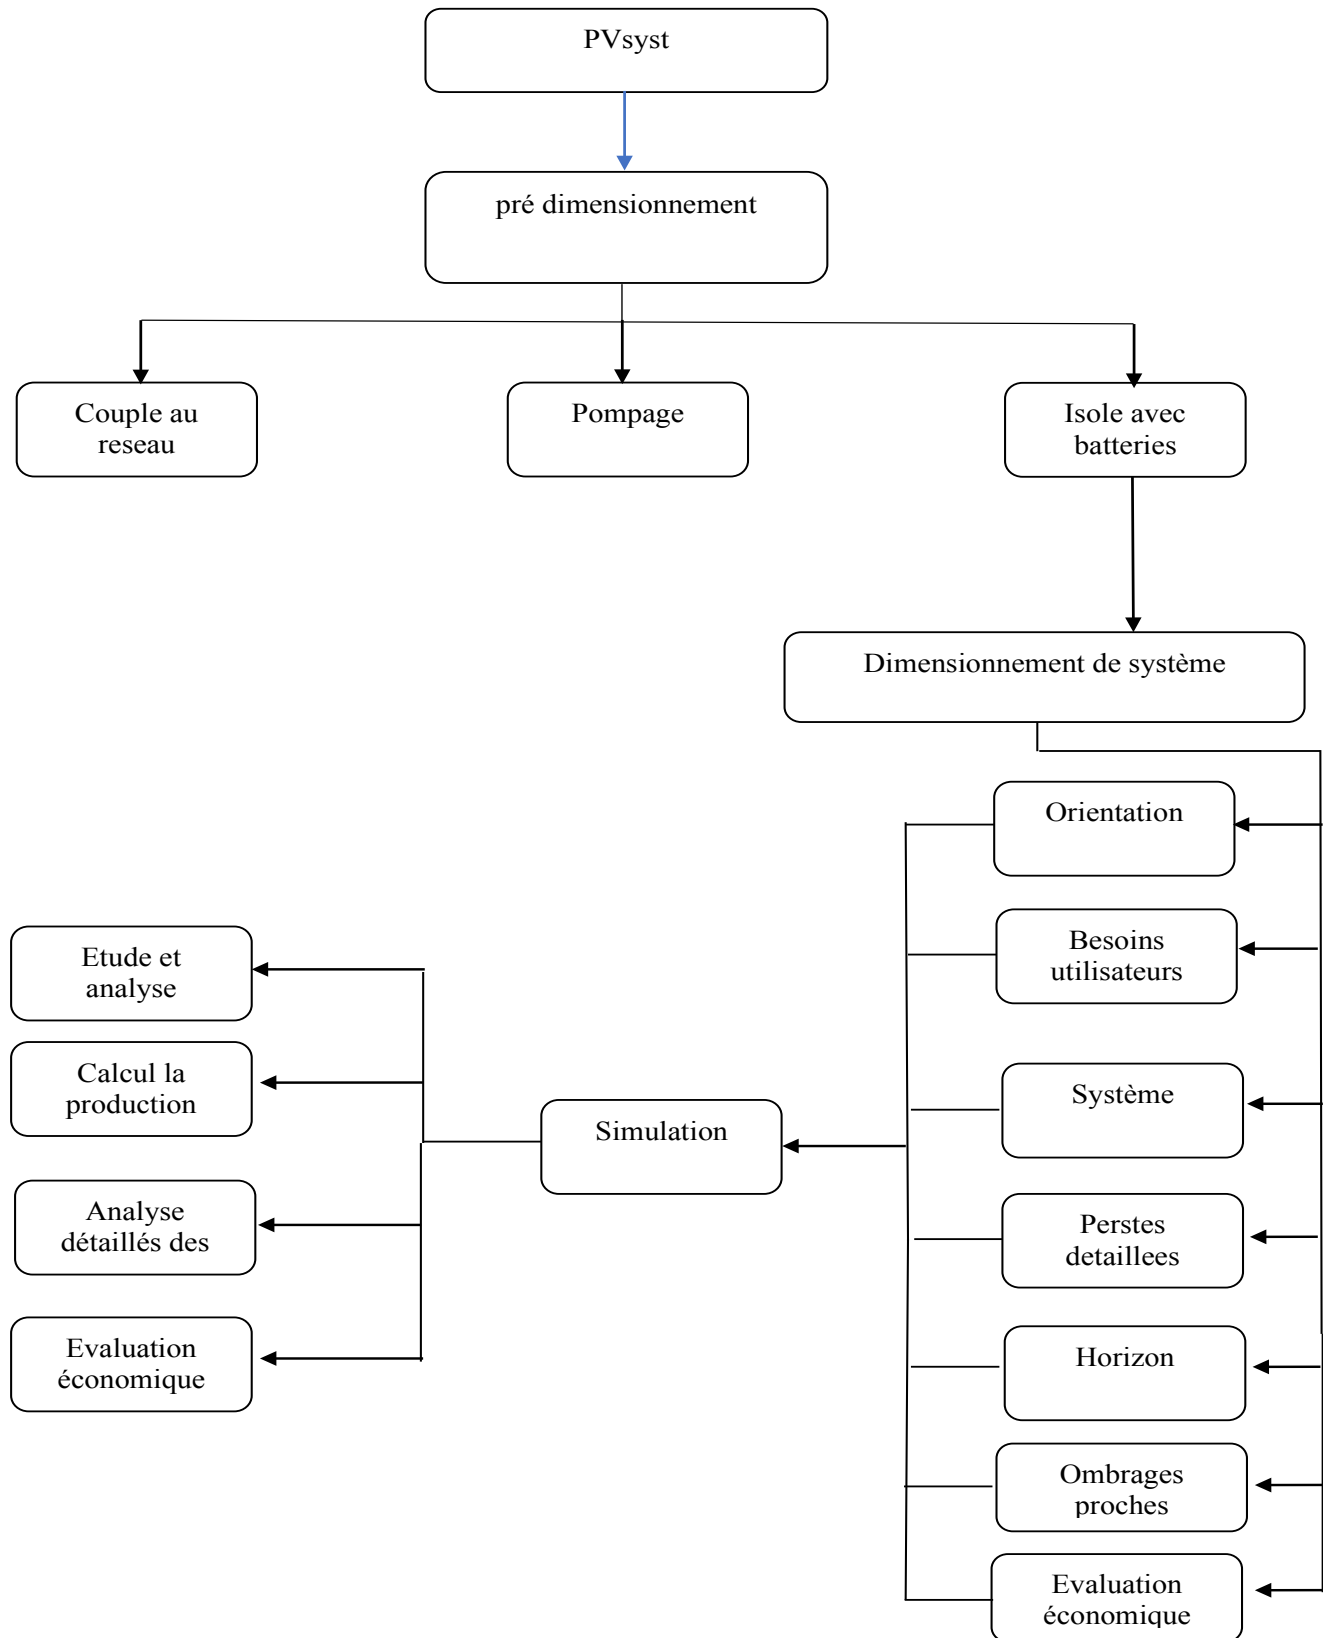 PVsyst
pré dimensionnement
Couple au
reseau
Pompage
Isole avec
batteries
Dimensionnement de système
Orientation
Besoins
utilisateurs
Système
Perstes
detaillees
Horizon
Ombrages
proches
Evaluation
économique
Simulation
Etude et
analyse
Calcul la
production
Analyse
détaillés des
Evaluation
économique